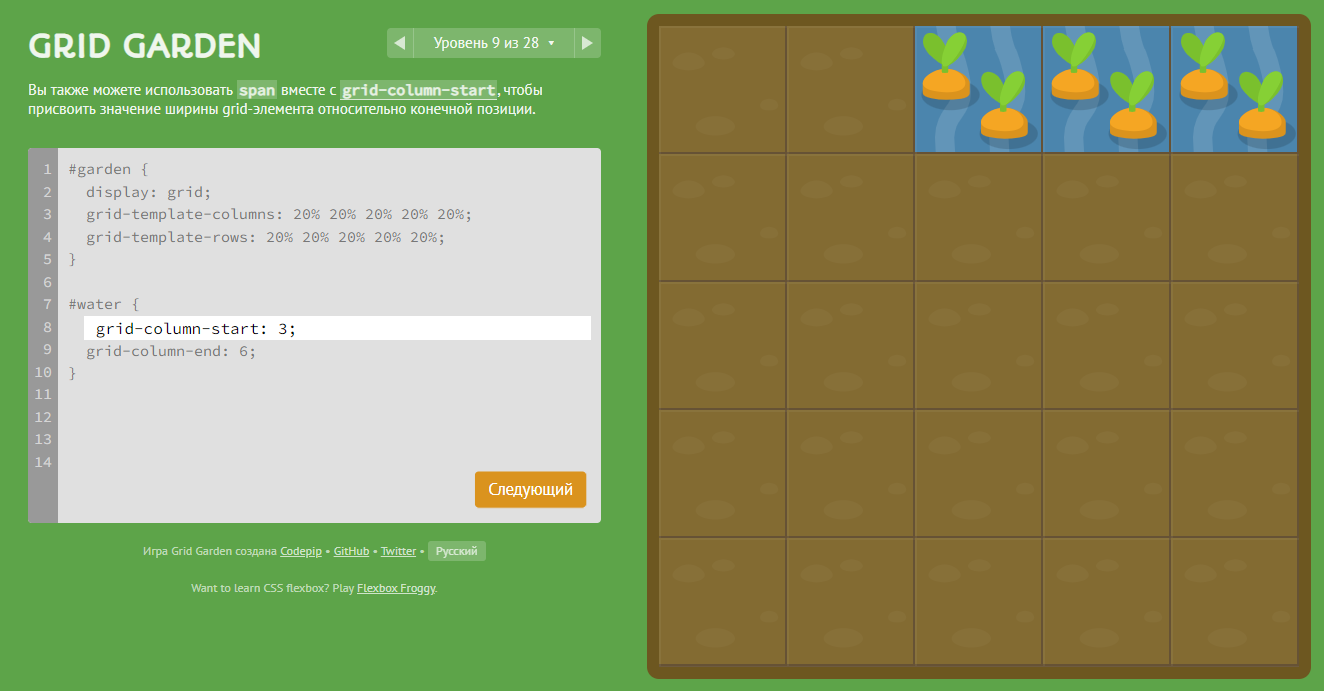 GRID GARDEN
◀ Уровень 9 из 28 ▾ ▶
Вы также можете использовать span вместе с grid-column-start, чтобы
присвоить значение ширины grid-элемента относительно конечной позиции.
1 #garden {
2 display: grid;
3 grid-template-columns: 20% 20% 20% 20% 20%;
4 grid-template-rows: 20% 20% 20% 20% 20%;
5 }
6
7 #water {
8 grid-column-start: 3;
9 grid-column-end: 6;
10 }
11
12
13
14
Следующий
Игра Grid Garden создана Codepip • GitHub • Twitter • Русский
Want to learn CSS flexbox? Play Flexbox Froggy.